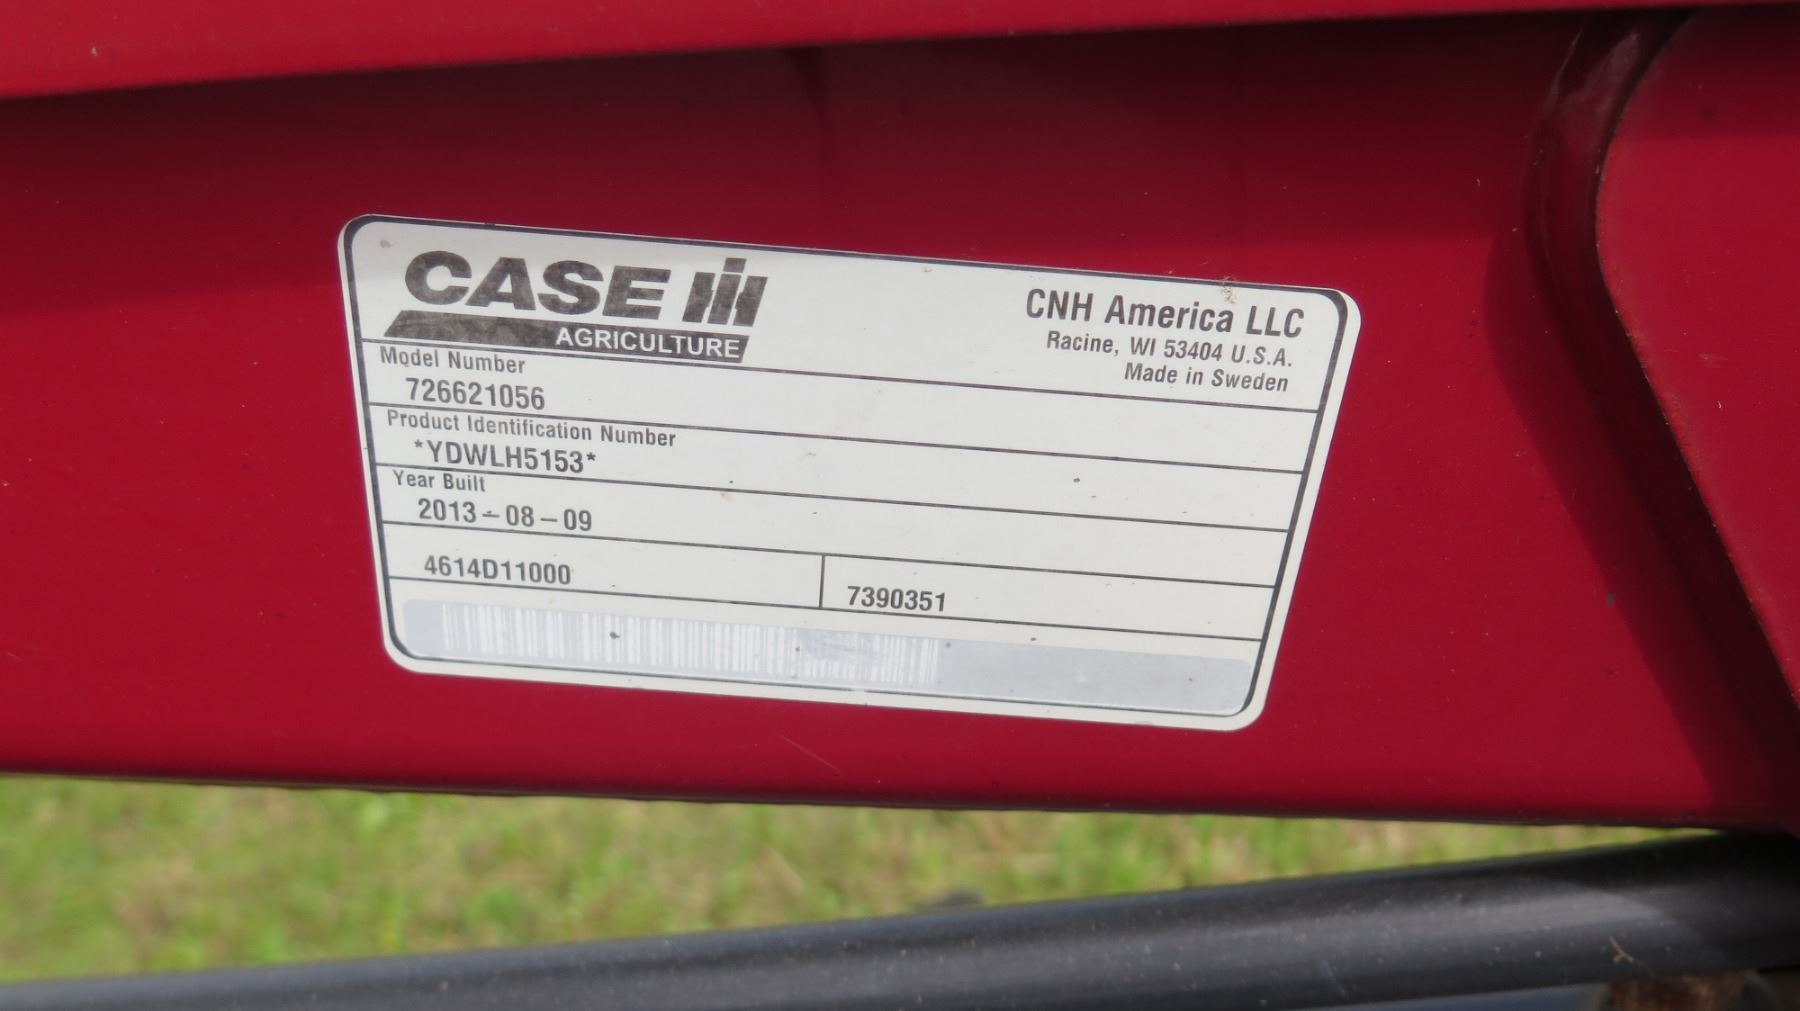 CASE IH
AGRICULTURE
CNH America LLC
Racine, WI 53404 U.S.A.
Made in Sweden
Model Number
726621056
Product Identification Number
*YDWLH5153*
Year Built
2013-08-09
4614D11000
7390351